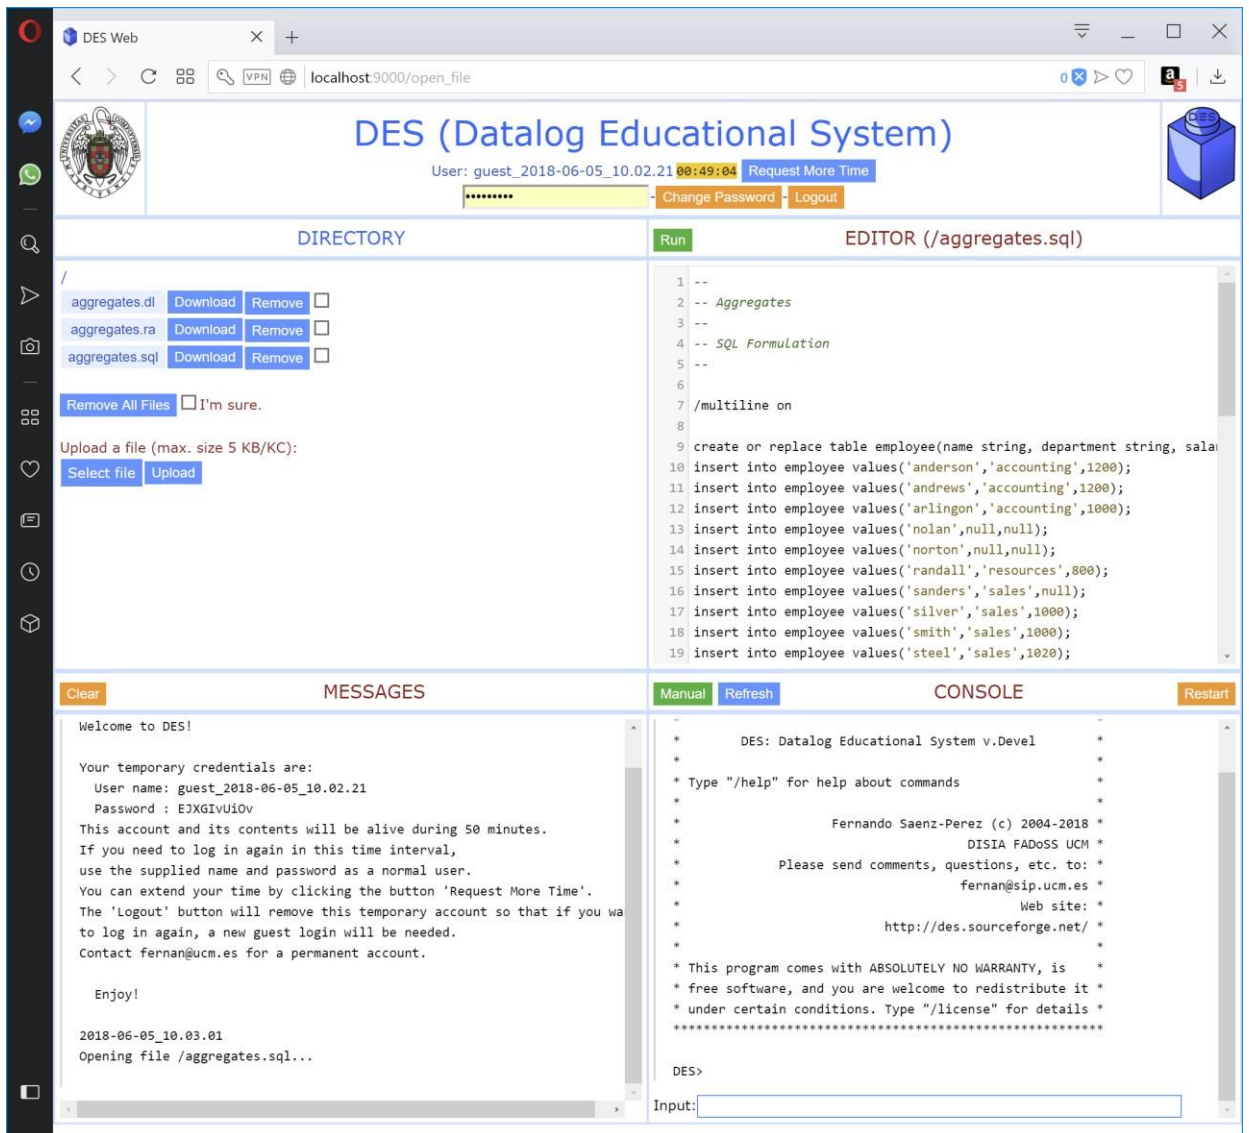 DES Web
VPN localhost:9000/open_file 0
a 5
DES (Datalog Educational System)
DES
User: guest_2018-06-05_10.02.21 00:49:04 Request More Time
••••••••• - Change Password - Logout
DIRECTORY
/
aggregates.dl Download Remove
aggregates.ra Download Remove
aggregates.sql Download Remove
Remove All Files I'm sure.
Upload a file (max. size 5 KB/KC):
Select file Upload
Run EDITOR (/aggregates.sql)
1 --
2 -- Aggregates
3 --
4 -- SQL Formulation
5 --
6
7 /multiline on
8
9 create or replace table employee(name string, department string, sala
10 insert into employee values('anderson','accounting',1200);
11 insert into employee values('andrews','accounting',1200);
12 insert into employee values('arlingon','accounting',1000);
13 insert into employee values('nolan',null,null);
14 insert into employee values('norton',null,null);
15 insert into employee values('randall','resources',800);
16 insert into employee values('sanders','sales',null);
17 insert into employee values('silver','sales',1000);
18 insert into employee values('smith','sales',1000);
19 insert into employee values('steel','sales',1020);
Clear MESSAGES
Welcome to DES!
Your temporary credentials are:
User name: guest_2018-06-05_10.02.21
Password : EJXGIvUiOv
This account and its contents will be alive during 50 minutes.
If you need to log in again in this time interval,
use the supplied name and password as a normal user.
You can extend your time by clicking the button 'Request More Time'.
The 'Logout' button will remove this temporary account so that if you wa
to log in again, a new guest login will be needed.
Contact fernan@ucm.es for a permanent account.
Enjoy!
2018-06-05_10.03.01
Opening file /aggregates.sql...
Manual Refresh CONSOLE Restart
* *
* DES: Datalog Educational System v.Devel *
* *
* Type "/help" for help about commands *
* *
* Fernando Saenz-Perez (c) 2004-2018 *
* DISIA FADoSS UCM *
* Please send comments, questions, etc. to: *
* fernan@sip.ucm.es *
* Web site: *
* http://des.sourceforge.net/ *
* *
* This program comes with ABSOLUTELY NO WARRANTY, is *
* free software, and you are welcome to redistribute it *
* under certain conditions. Type "/license" for details *
*********************************************************
DES>
Input: